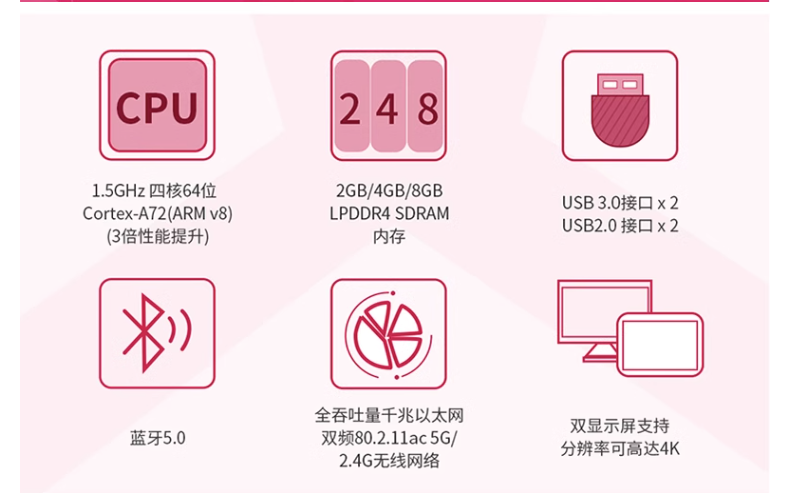 CPU
2 4 8
1.5GHz 四核64位
Cortex-A72(ARM v8)
(3倍性能提升)
2GB/4GB/8GB
LPDDR4 SDRAM
内存
USB 3.0接口 x 2
USB2.0 接口 x 2
蓝牙5.0
全吞吐量千兆以太网
双频80.2.11ac 5G/
2.4G无线网络
双显示屏支持
分辨率可高达4K